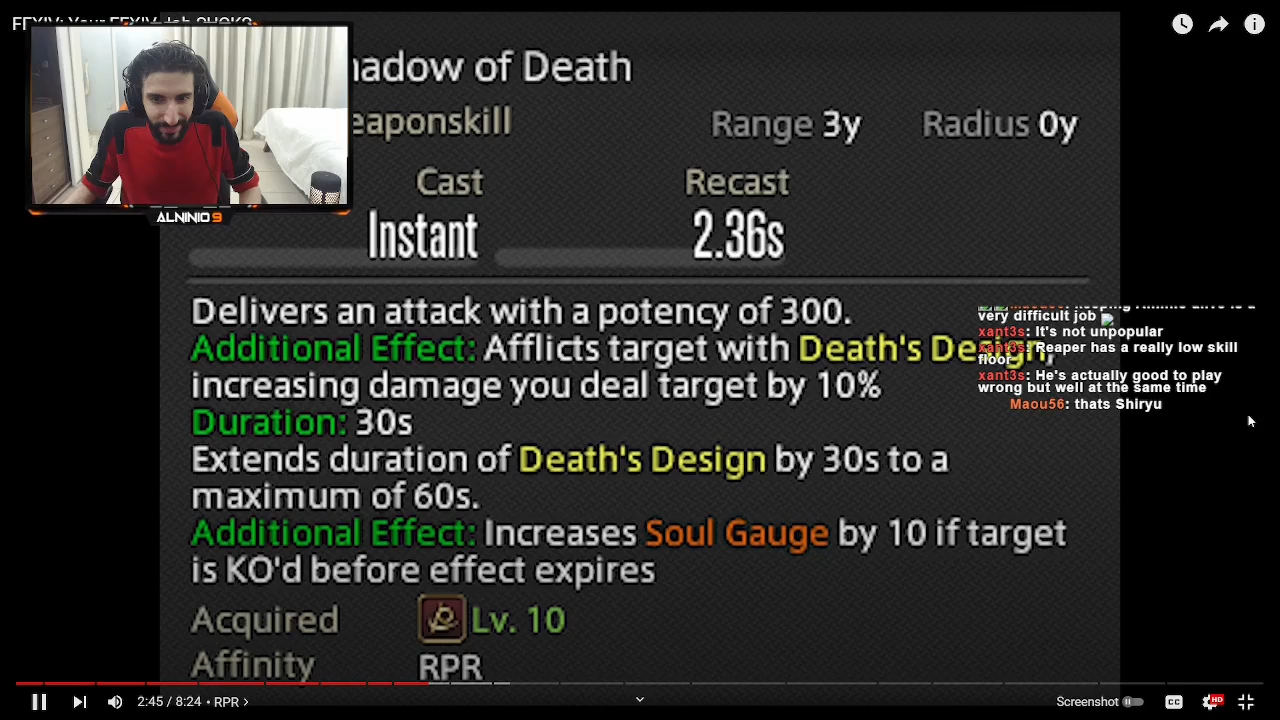 FFXIV: Your FFXIV Job SUCKS
hadow of Death
eaponskill
Range 3y
Radius 0y
Cast
Recast
Instant
2.36s
ALNINIO 9
Delivers an attack with a potency of 300.
Additional Effect: Afflicts target with Death's Design,
increasing damage you deal target by 10%
Duration: 30s
Extends duration of Death's Design by 30s to a
maximum of 60s.
Additional Effect: Increases Soul Gauge by 10 if target
is KO'd before effect expires
Acquired Lv. 10
Affinity RPR
very difficult job
xant3s: It's not unpopular
xant3s: Reaper has a really low skill
floor
xant3s: He's actually good to play
wrong but well at the same time
Maou56: thats Shiryu
2:45 / 8:24 • RPR >
Screenshot
CC
HD